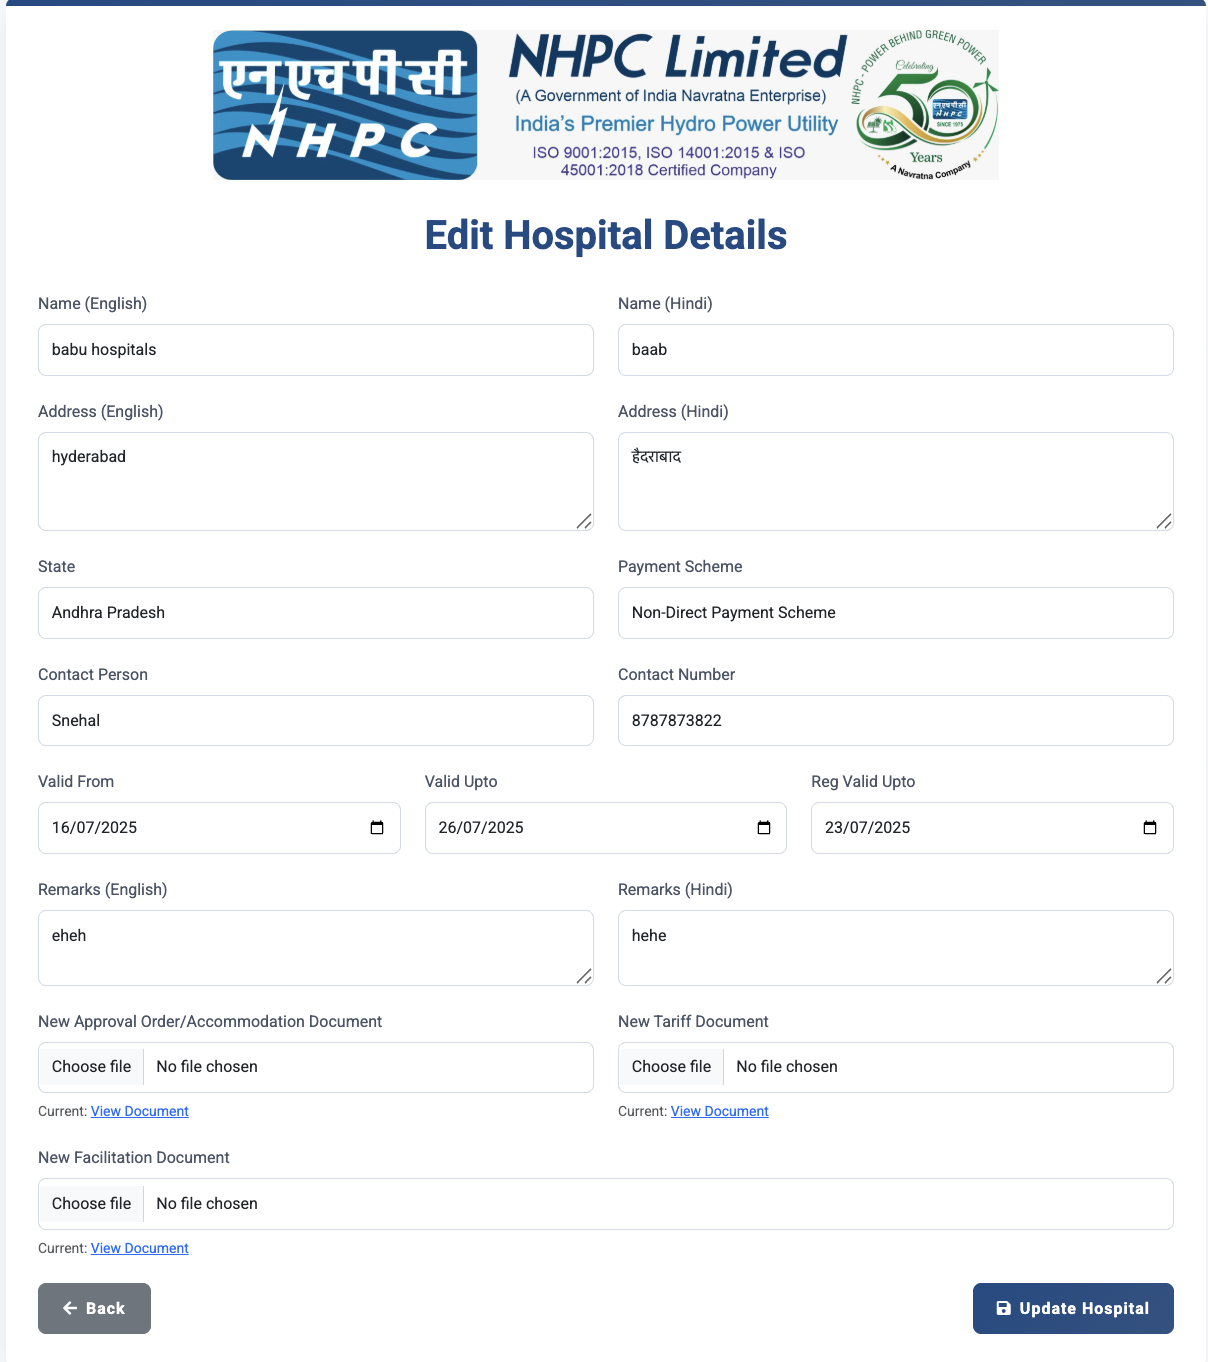 एन एच पी सी
NHPC
NHPC Limited
(A Government of India Navratna Enterprise)
India's Premier Hydro Power Utility
ISO 9001:2015, ISO 14001:2015 & ISO
45001:2018 Certified Company
NHPC - POWER BEHIND GREEN POWER
Celebrating
50
एन एच पी सी
NHPC
SINCE 1975
Years
A Navratna Company
Edit Hospital Details
Name (English) Name (Hindi)
babu hospitals baab
Address (English) Address (Hindi)
hyderabad हैदराबाद
State Payment Scheme
Andhra Pradesh Non-Direct Payment Scheme
Contact Person Contact Number
Snehal 8787873822
Valid From Valid Upto Reg Valid Upto
16/07/2025 26/07/2025 23/07/2025
Remarks (English) Remarks (Hindi)
eheh hehe
New Approval Order/Accommodation Document New Tariff Document
Choose file No file chosen Choose file No file chosen
Current: View Document Current: View Document
New Facilitation Document
Choose file No file chosen
Current: View Document
Back Update Hospital